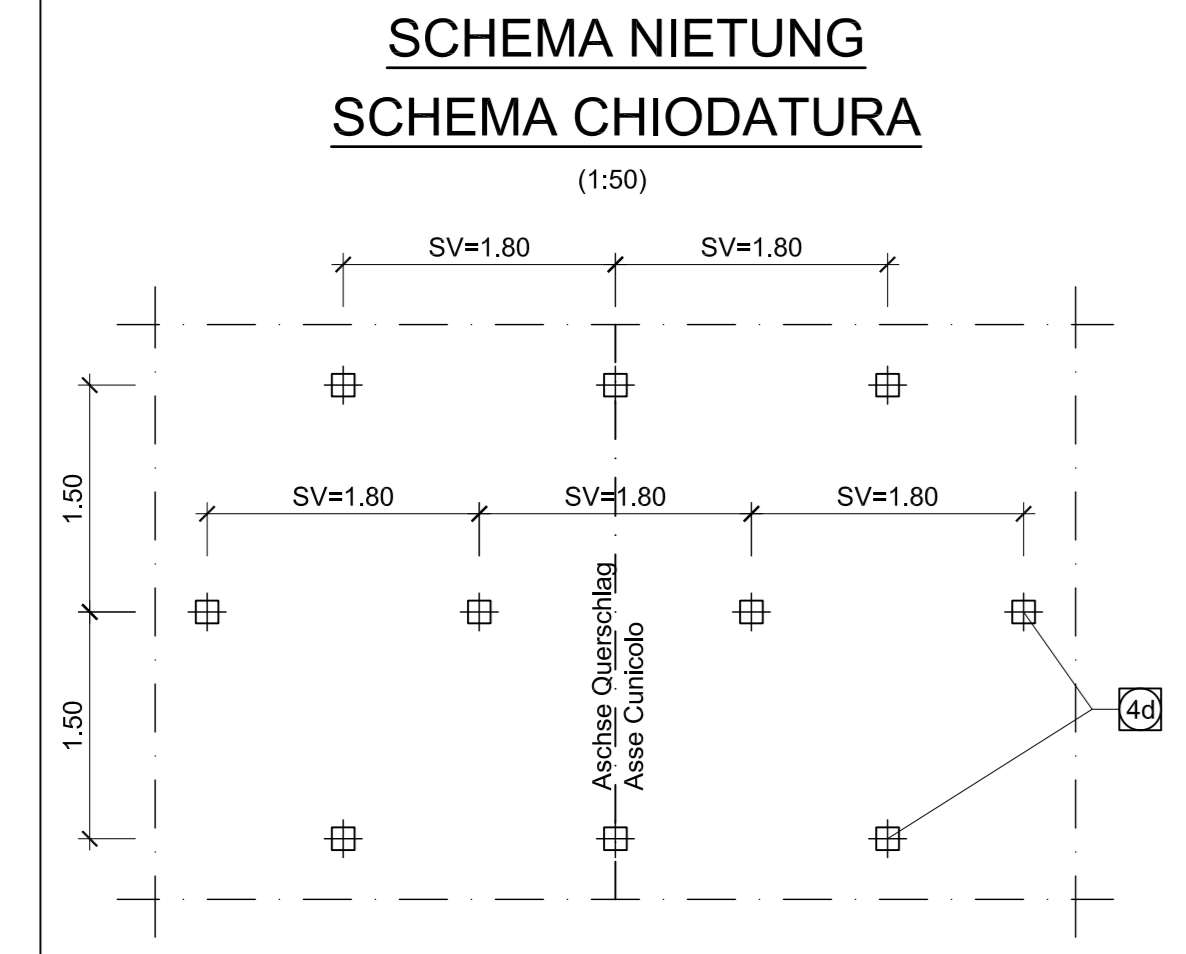 SCHEMA NIETUNG
SCHEMA CHIODATURA
(1:50)
SV=1.80
SV=1.80
1.50
SV=1.80
SV=1.80
SV=1.80
1.50
Aschse Querschlag
Asse Cunicolo
4d